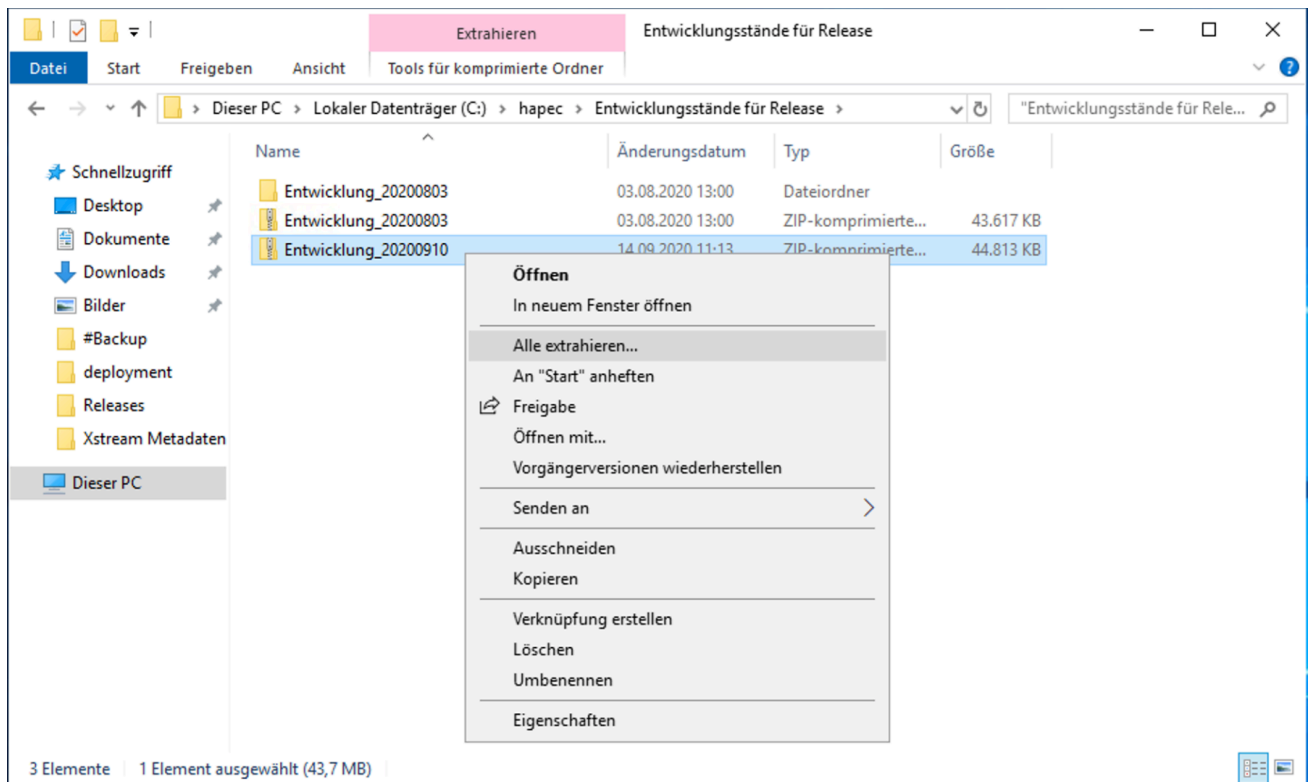 Extrahieren
Entwicklungsstände für Release
Datei Start Freigeben Ansicht Tools für komprimierte Ordner
Dieser PC > Lokaler Datenträger (C:) > hapec > Entwicklungsstände für Release >
"Entwicklungsstände für Rele...
Name Änderungsdatum Typ Größe
Schnellzugriff
Desktop
Dokumente
Downloads
Bilder
#Backup
deployment
Releases
Xstream Metadaten
Dieser PC
Entwicklung_20200803 03.08.2020 13:00 Dateiordner
Entwicklung_20200803 03.08.2020 13:00 ZIP-komprimierte... 43.617 KB
Entwicklung_20200910 14.09.2020 11:13 ZIP-komprimierte... 44.813 KB
Öffnen
In neuem Fenster öffnen
Alle extrahieren...
An "Start" anheften
Freigabe
Öffnen mit...
Vorgängerversionen wiederherstellen
Senden an
Ausschneiden
Kopieren
Verknüpfung erstellen
Löschen
Umbenennen
Eigenschaften
3 Elemente 1 Element ausgewählt (43,7 MB)